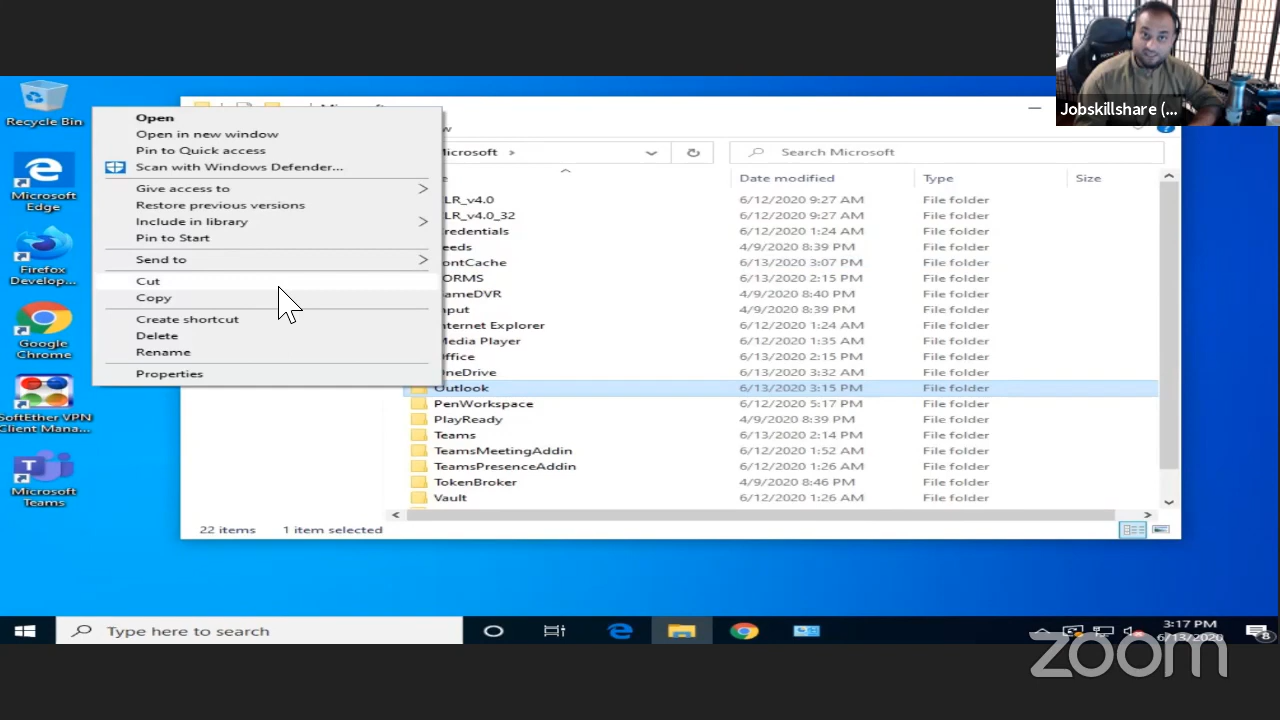 Jobskillshare (...
Recycle Bin
Microsoft
Edge
Firefox
Develop...
Google
Chrome
SoftEther VPN
Client Mana...
Microsoft
Teams
Open
Open in new window
Pin to Quick access
Scan with Windows Defender...
Give access to
Restore previous versions
Include in library
Pin to Start
Send to
Cut
Copy
Create shortcut
Delete
Rename
Properties
icrosoft >
Search Microsoft
Date modified Type Size
LR_v4.0 6/12/2020 9:27 AM File folder
LR_v4.0_32 6/12/2020 9:27 AM File folder
redentials 6/12/2020 1:24 AM File folder
eeds 4/9/2020 8:39 PM File folder
ontCache 6/13/2020 3:07 PM File folder
ORMS 6/13/2020 2:15 PM File folder
ameDVR 4/9/2020 8:40 PM File folder
nput 4/9/2020 8:39 PM File folder
nternet Explorer 6/12/2020 1:24 AM File folder
Media Player 6/12/2020 1:35 AM File folder
Office 6/13/2020 2:15 PM File folder
OneDrive 6/13/2020 3:32 AM File folder
Outlook 6/13/2020 3:15 PM File folder
PenWorkspace 6/12/2020 5:17 PM File folder
PlayReady 4/9/2020 8:39 PM File folder
Teams 6/13/2020 2:14 PM File folder
TeamsMeetingAddin 6/12/2020 1:52 AM File folder
TeamsPresenceAddin 6/12/2020 1:26 AM File folder
TokenBroker 4/9/2020 8:46 PM File folder
Vault 6/12/2020 1:26 AM File folder
22 items 1 item selected
Type here to search
3:17 PM
6/13/2020
8
zoom